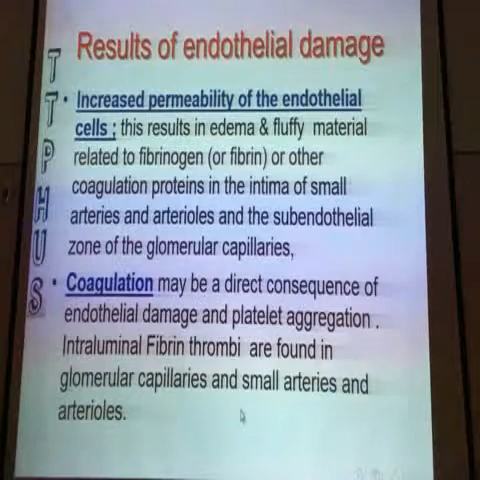 Results of endothelial damage
T
T
P
H
U
S
• Increased permeability of the endothelial
cells ; this results in edema & fluffy material
related to fibrinogen (or fibrin) or other
coagulation proteins in the intima of small
arteries and arterioles and the subendothelial
zone of the glomerular capillaries,
• Coagulation may be a direct consequence of
endothelial damage and platelet aggregation .
Intraluminal Fibrin thrombi are found in
glomerular capillaries and small arteries and
arterioles.